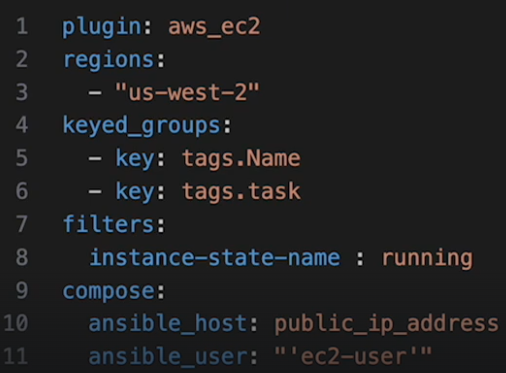 1 plugin: aws_ec2
2 regions:
3   - "us-west-2"
4 keyed_groups:
5   - key: tags.Name
6   - key: tags.task
7 filters:
8   instance-state-name : running
9 compose:
10   ansible_host: public_ip_address
11   ansible_user: "'ec2-user'"